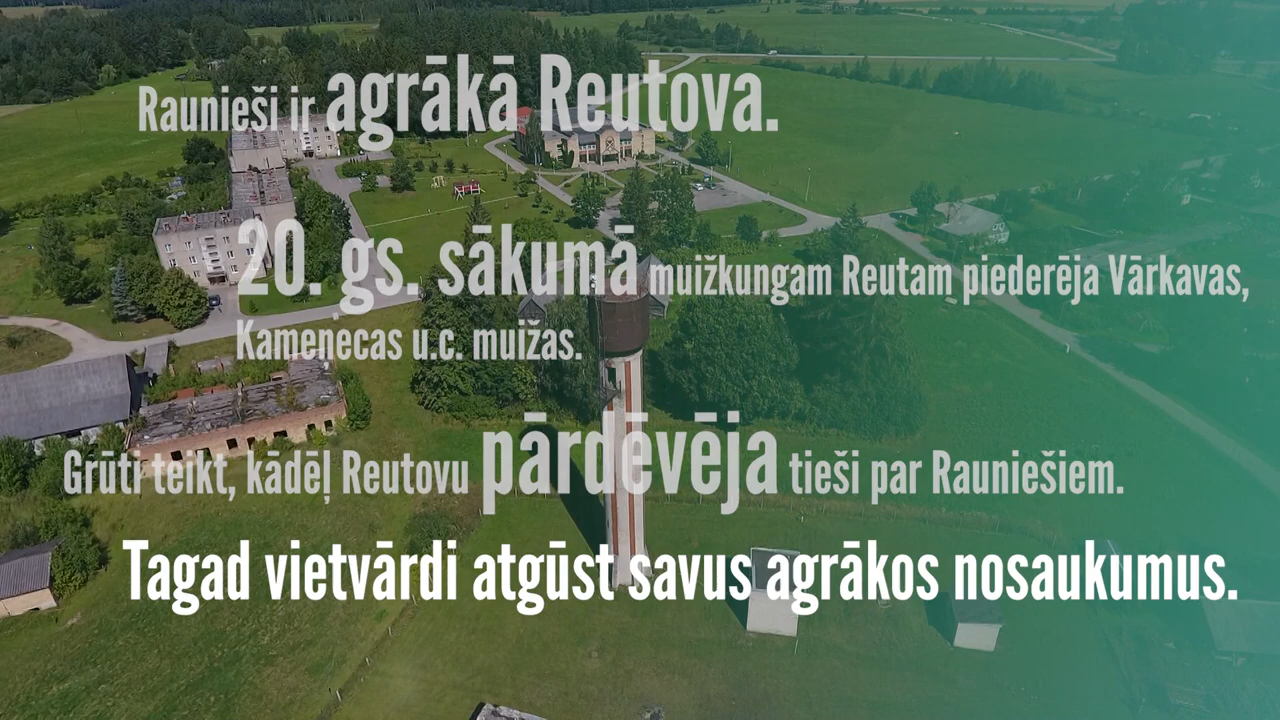 Raunieši ir agrākā Reutova.
20. gs. sākumā muižkungam Reutam piederēja Vārkavas,
Kameņecas u.c. muižas.
Grūti teikt, kādēļ Reutovu pārdēvēja tieši par Rauniešiem.
Tagad vietvārdi atgūst savus agrākos nosaukumus.